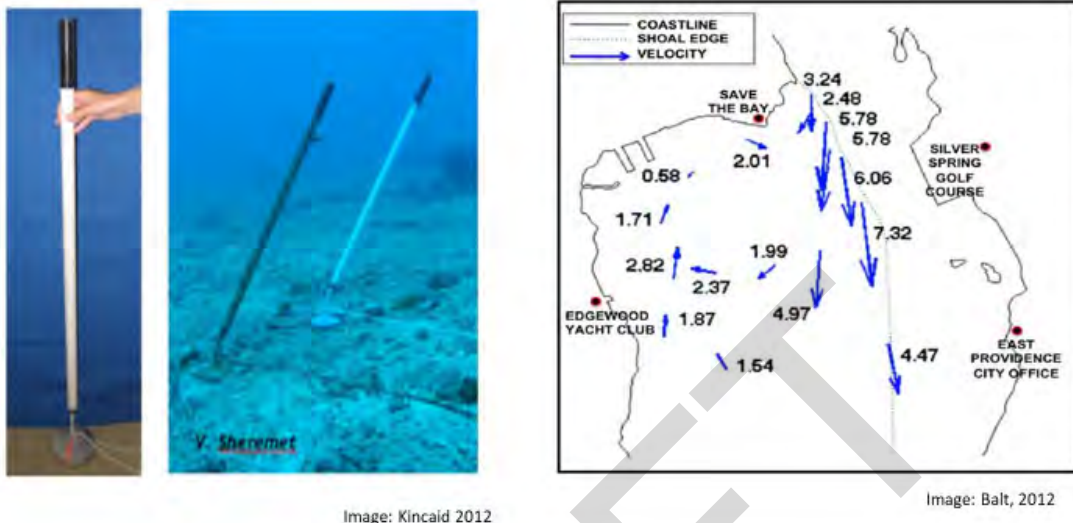 V. Sheremet
Image: Kincaid 2012
COASTLINE
SHOAL EDGE
VELOCITY
SAVE
THE BAY
3.24
2.48
5.78
5.78
SILVER
SPRING
GOLF
COURSE
2.01
0.58
6.06
1.71
7.32
1.99
2.82
2.37
EDGEWOOD
YACHT CLUB
1.87
4.97
EAST
PROVIDENCE
CITY OFFICE
4.47
1.54
Image: Balt, 2012